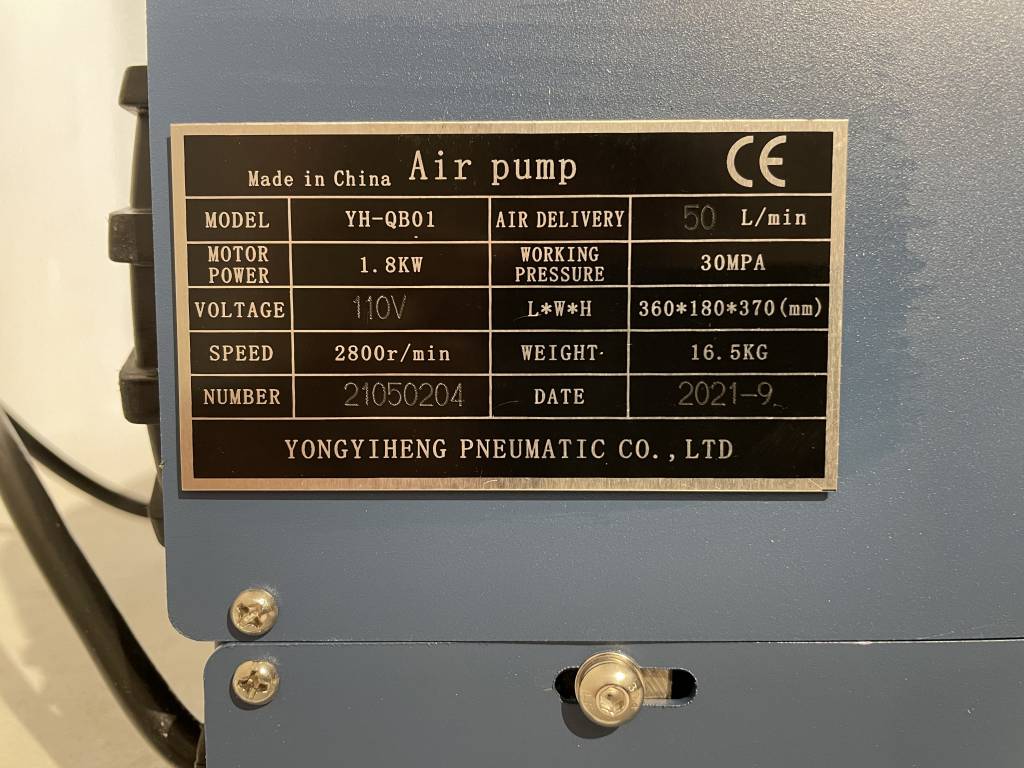 Made in China Air pump CE
MODEL YH-QB01 AIR DELIVERY 50 L/min
MOTOR POWER 1.8KW WORKING PRESSURE 30MPA
VOLTAGE 110V L*W*H 360*180*370(mm)
SPEED 2800r/min WEIGHT 16.5KG
NUMBER 21050204 DATE 2021-9
YONGYIHENG PNEUMATIC CO.,LTD